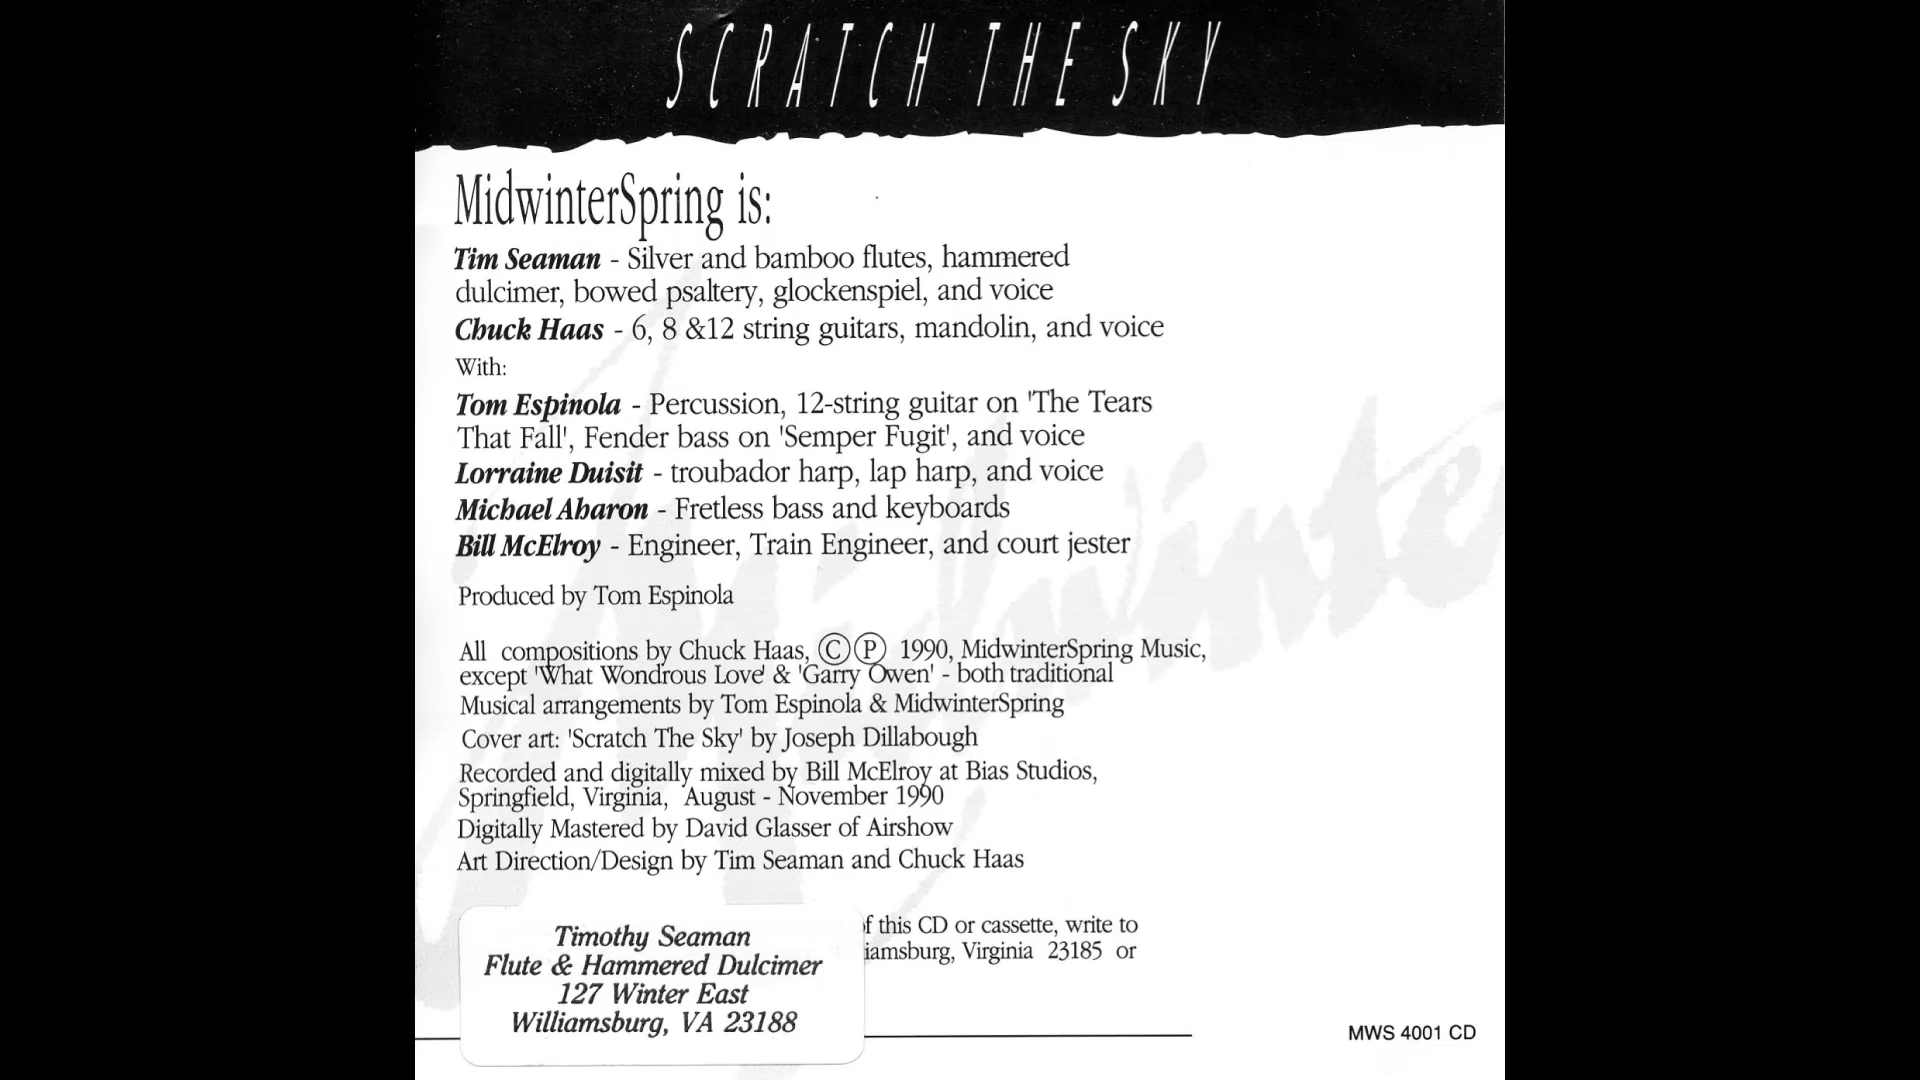 SCRATCH THE SKY
MidwinterSpring is:
Tim Seaman - Silver and bamboo flutes, hammered
dulcimer, bowed psaltery, glockenspiel, and voice
Chuck Haas - 6, 8 &12 string guitars, mandolin, and voice
With:
Tom Espinola - Percussion, 12-string guitar on 'The Tears
That Fall', Fender bass on 'Semper Fugit', and voice
Lorraine Duisit - troubador harp, lap harp, and voice
Michael Aharon - Fretless bass and keyboards
Bill McElroy - Engineer, Train Engineer, and court jester
Produced by Tom Espinola
All compositions by Chuck Haas, ©℗ 1990, MidwinterSpring Music,
except 'What Wondrous Love' & 'Garry Owen' - both traditional
Musical arrangements by Tom Espinola & MidwinterSpring
Cover art: 'Scratch The Sky' by Joseph Dillabough
Recorded and digitally mixed by Bill McElroy at Bias Studios,
Springfield, Virginia, August - November 1990
Digitally Mastered by David Glasser of Airshow
Art Direction/Design by Tim Seaman and Chuck Haas
this CD or cassette, write to
iamsburg, Virginia 23185 or
Timothy Seaman
Flute & Hammered Dulcimer
127 Winter East
Williamsburg, VA 23188
MWS 4001 CD
Midwinte